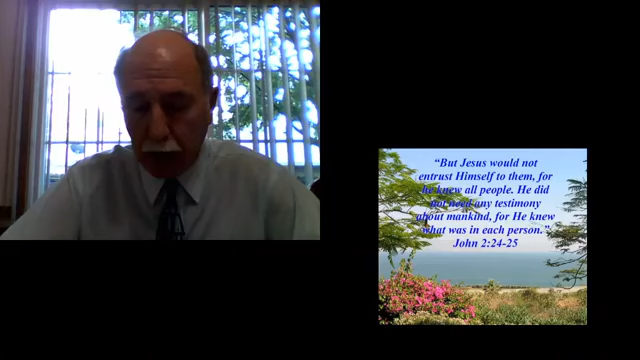 “But Jesus would not
entrust Himself to them, for
he knew all people. He did
not need any testimony
about mankind, for He knew
what was in each person.”
John 2:24-25